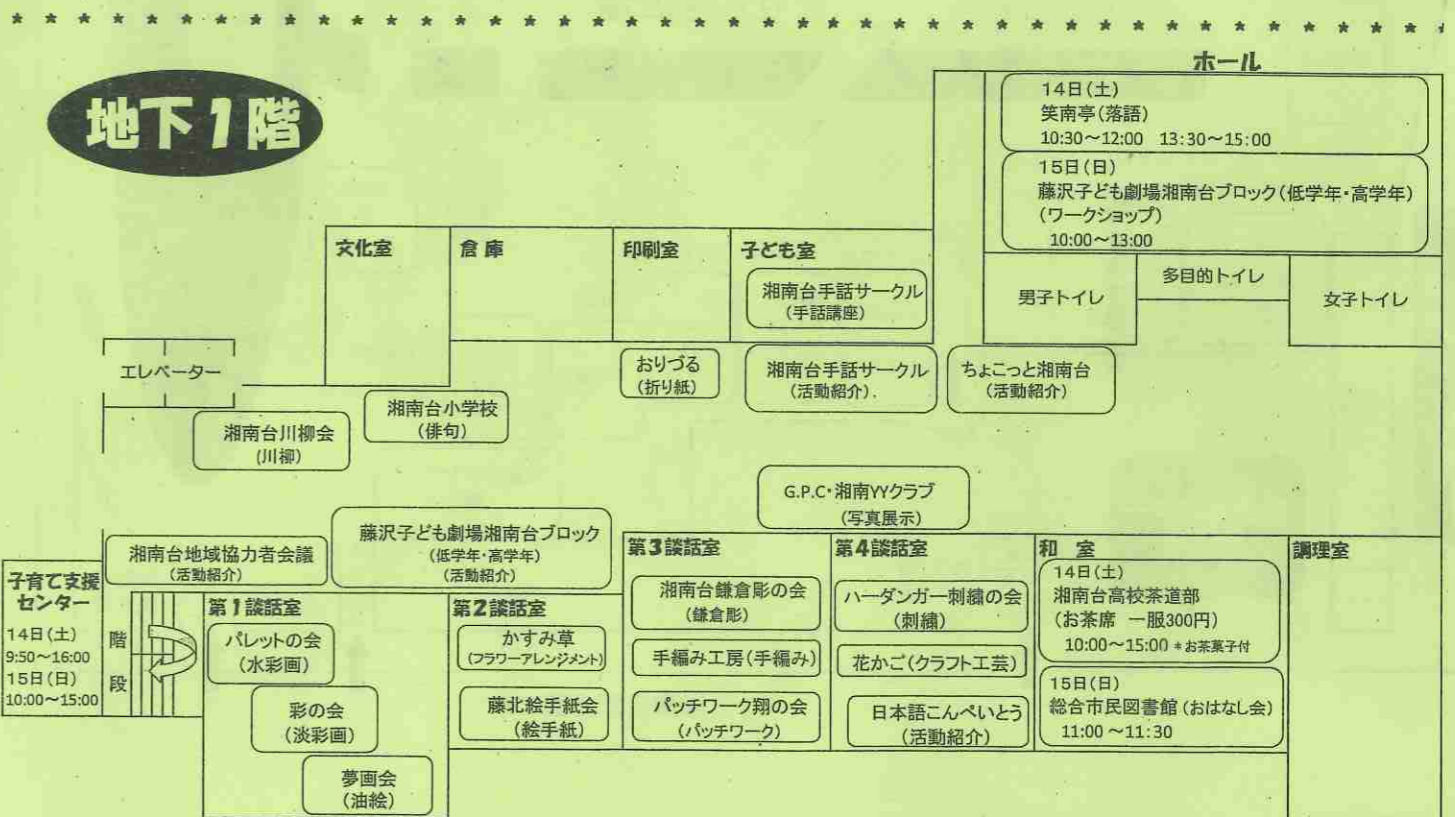 地下1階
ホール
14日(土)
笑南亭(落語)
10:30～12:00 13:30～15:00
15日(日)
藤沢子ども劇場湘南台ブロック(低学年・高学年)
(ワークショップ)
10:00～13:00
文化室
倉庫
印刷室
子ども室
湘南台手話サークル
(手話講座)
男子トイレ
多目的トイレ
女子トイレ
エレベーター
おりづる
(折り紙)
湘南台手話サークル
(活動紹介)
ちょこっと湘南台
(活動紹介)
湘南台川柳会
(川柳)
湘南台小学校
(俳句)
G.P.C・湘南YYクラブ
(写真展示)
湘南台地域協力者会議
(活動紹介)
藤沢子ども劇場湘南台ブロック
(低学年・高学年)
(活動紹介)
子育て支援
センター
14日(土)
9:50～16:00
15日(日)
10:00～15:00
階
段
第1談話室
パレットの会
(水彩画)
彩の会
(淡彩画)
夢画会
(油絵)
第2談話室
かすみ草
(フラワーアレンジメント)
藤北絵手紙会
(絵手紙)
第3談話室
湘南台鎌倉彫の会
(鎌倉彫)
手編み工房(手編み)
パッチワーク翔の会
(パッチワーク)
第4談話室
ハーダンガー刺繍の会
(刺繍)
花かご(クラフト工芸)
日本語こんぺいとう
(活動紹介)
和 室
14日(土)
湘南台高校茶道部
(お茶席 一服300円)
10:00～15:00 *お茶菓子付
15日(日)
総合市民図書館(おはなし会)
11:00～11:30
調理室